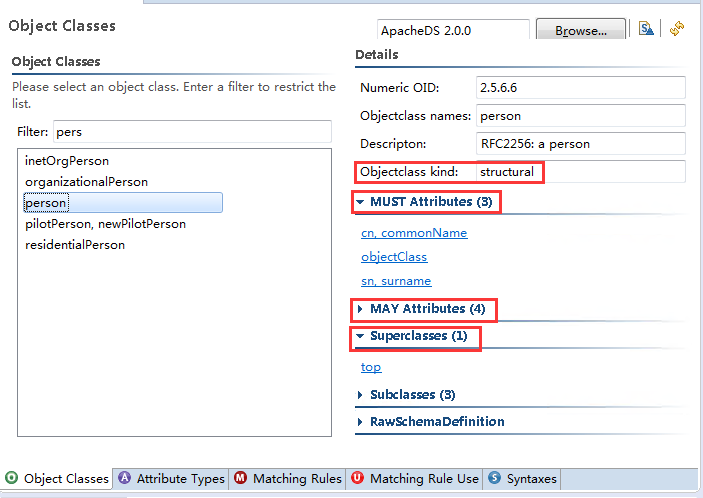 Object Classes
ApacheDS 2.0.0
Browse...
Object Classes
Please select an object class. Enter a filter to restrict the
list.
Filter: pers
inetOrgPerson
organizationalPerson
person
pilotPerson, newPilotPerson
residentialPerson
Details
Numeric OID: 2.5.6.6
Objectclass names: person
Descripton: RFC2256: a person
Objectclass kind: structural
MUST Attributes (3)
cn, commonName
objectClass
sn, surname
MAY Attributes (4)
Superclasses (1)
top
Subclasses (3)
RawSchemaDefinition
O Object Classes A Attribute Types M Matching Rules U Matching Rule Use S Syntaxes